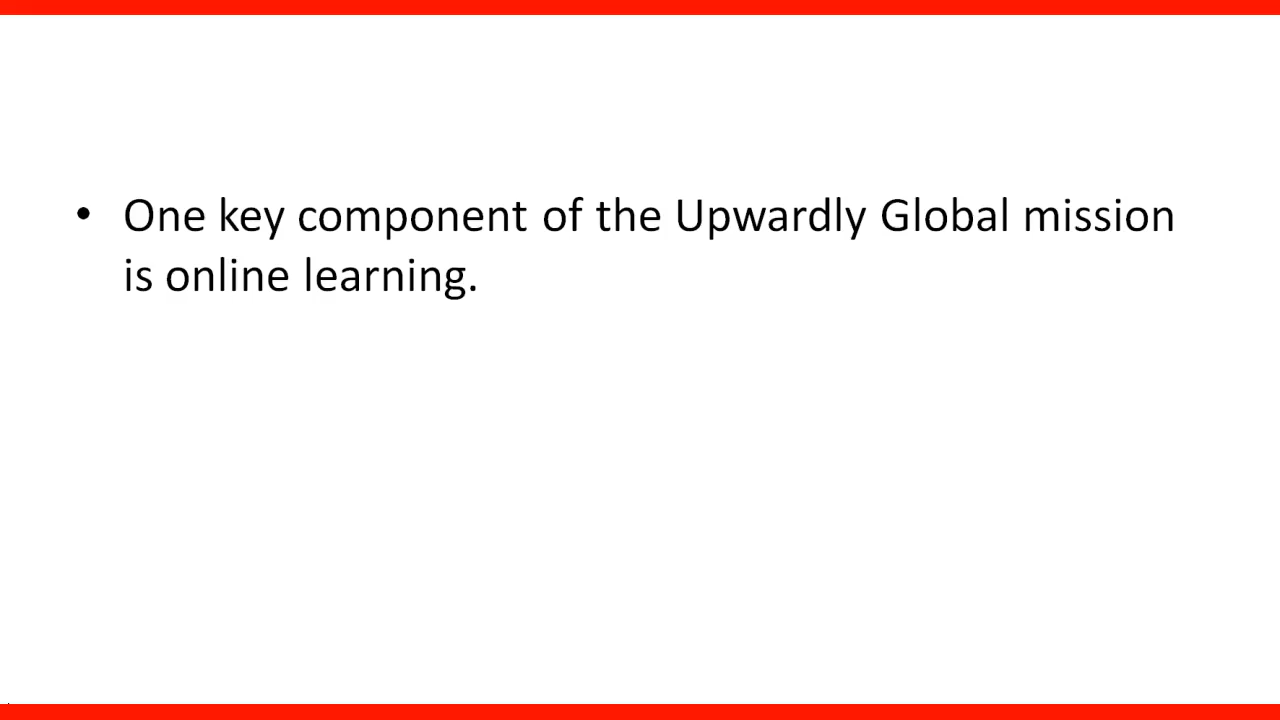 • One key component of the Upwardly Global mission
is online learning.